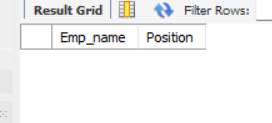 Result Grid Filter Rows:
Emp_name Position